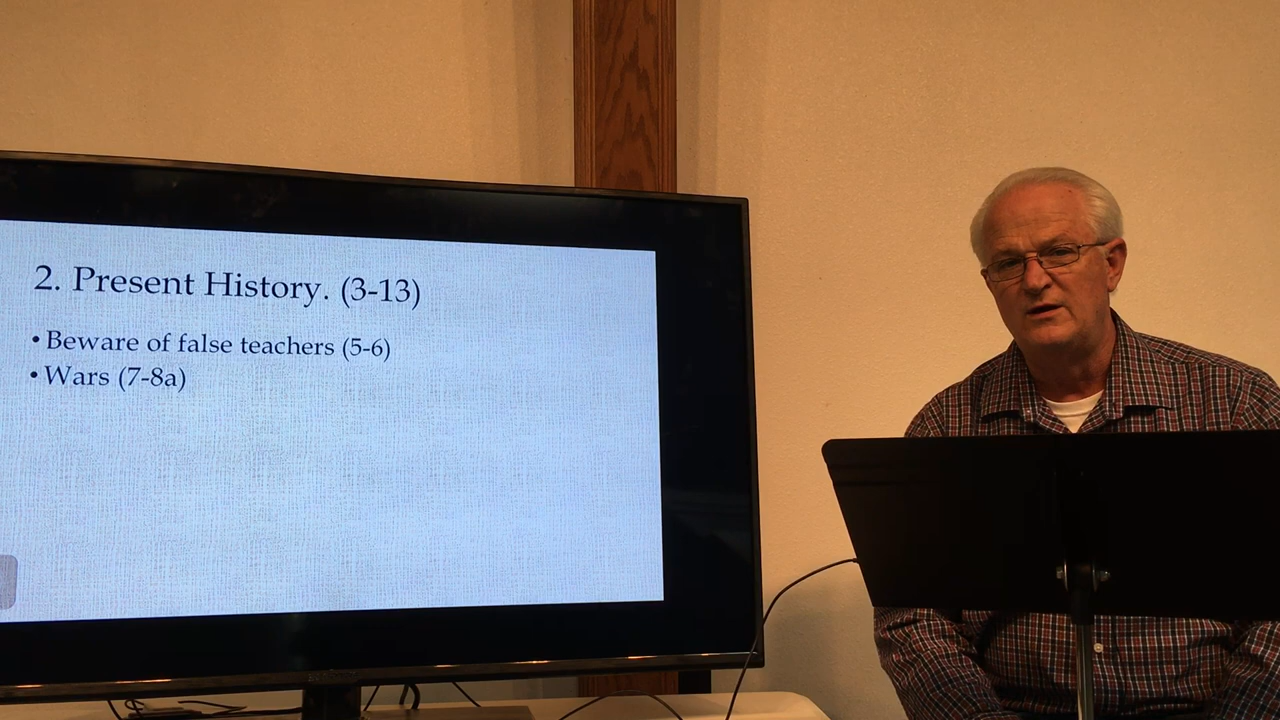 2. Present History. (3-13)
• Beware of false teachers (5-6)
• Wars (7-8a)